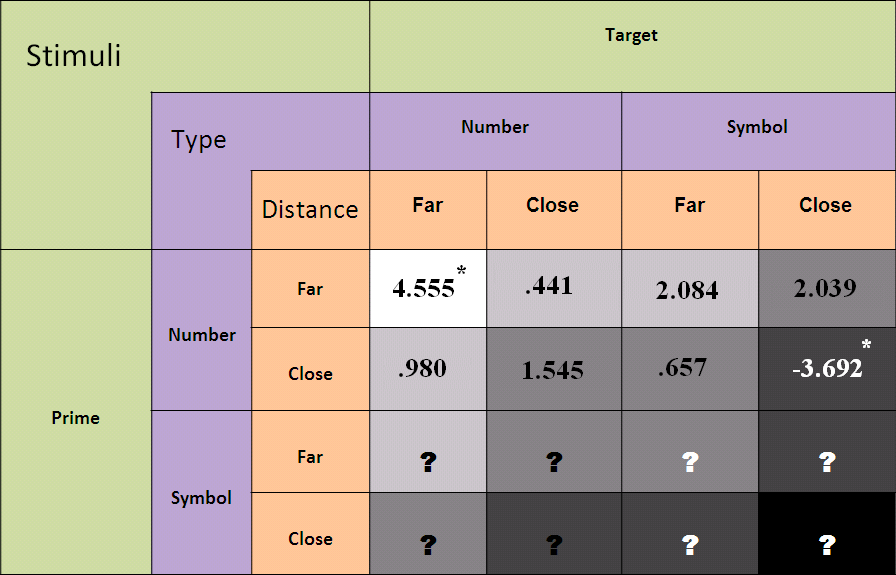 Stimuli
Target
Type
Number Symbol
Distance Far Close Far Close
Prime
Number
Far 4.555* .441 2.084 2.039
Close .980 1.545 .657 -3.692*
Symbol
Far ? ? ? ?
Close ? ? ? ?